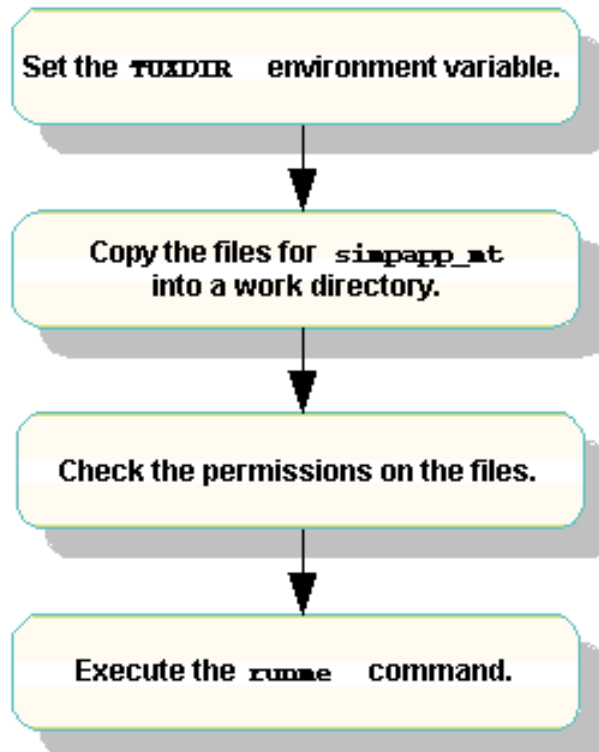 Set the TUXDIR environment variable.
Copy the files for simpapp_mt
into a work directory.
Check the permissions on the files.
Execute the runme command.